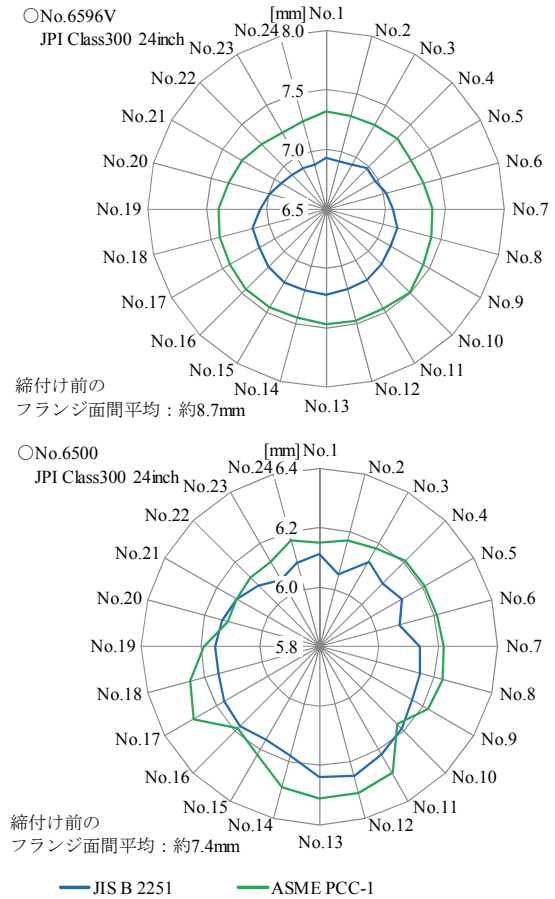 ○No.6596V
JPI Class300 24inch
[mm]
8.0
7.5
7.0
6.5
No.1
No.2
No.3
No.4
No.5
No.6
No.7
No.8
No.9
No.10
No.11
No.12
No.13
No.14
No.15
No.16
No.17
No.18
No.19
No.20
No.21
No.22
No.23
No.24
締付け前の
フランジ面間平均：約8.7mm
○No.6500
JPI Class300 24inch
[mm]
6.4
6.2
6.0
5.8
No.1
No.2
No.3
No.4
No.5
No.6
No.7
No.8
No.9
No.10
No.11
No.12
No.13
No.14
No.15
No.16
No.17
No.18
No.19
No.20
No.21
No.22
No.23
No.24
締付け前の
フランジ面間平均：約7.4mm
JIS B 2251
ASME PCC-1